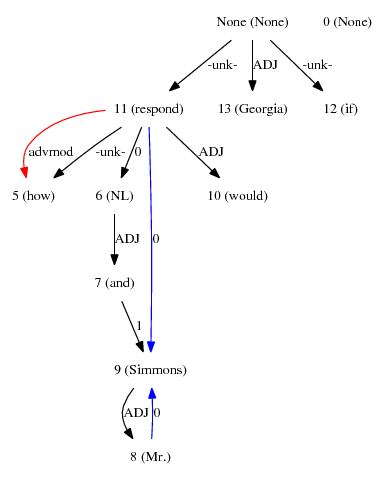 None (None) 0 (None)
-unk- ADJ -unk-
11 (respond) 13 (Georgia) 12 (if)
advmod -unk- 0 ADJ
5 (how) 6 (NL) 10 (would)
ADJ 0
7 (and)
1
9 (Simmons)
ADJ 0
8 (Mr.)